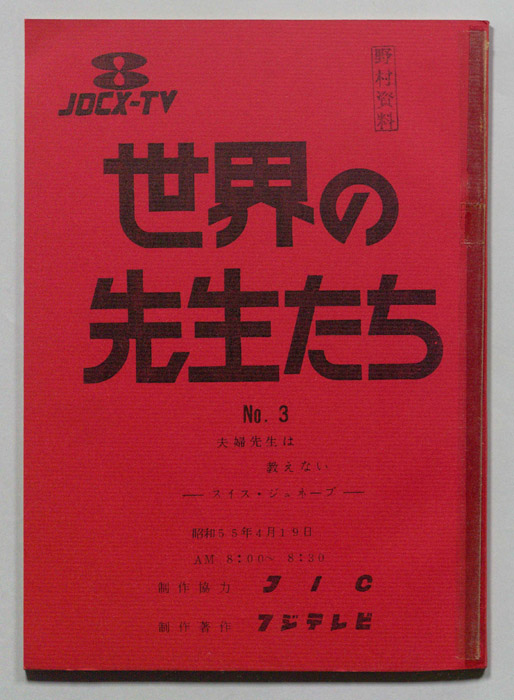 8
JOCX-TV
野村資料
世界の
先生たち
No. 3
夫婦先生は
教えない
── スイス・ジュネーブ ──
昭和55年4月19日
AM 8:00~8:30
制作協力 JIC
制作著作 フジテレビ